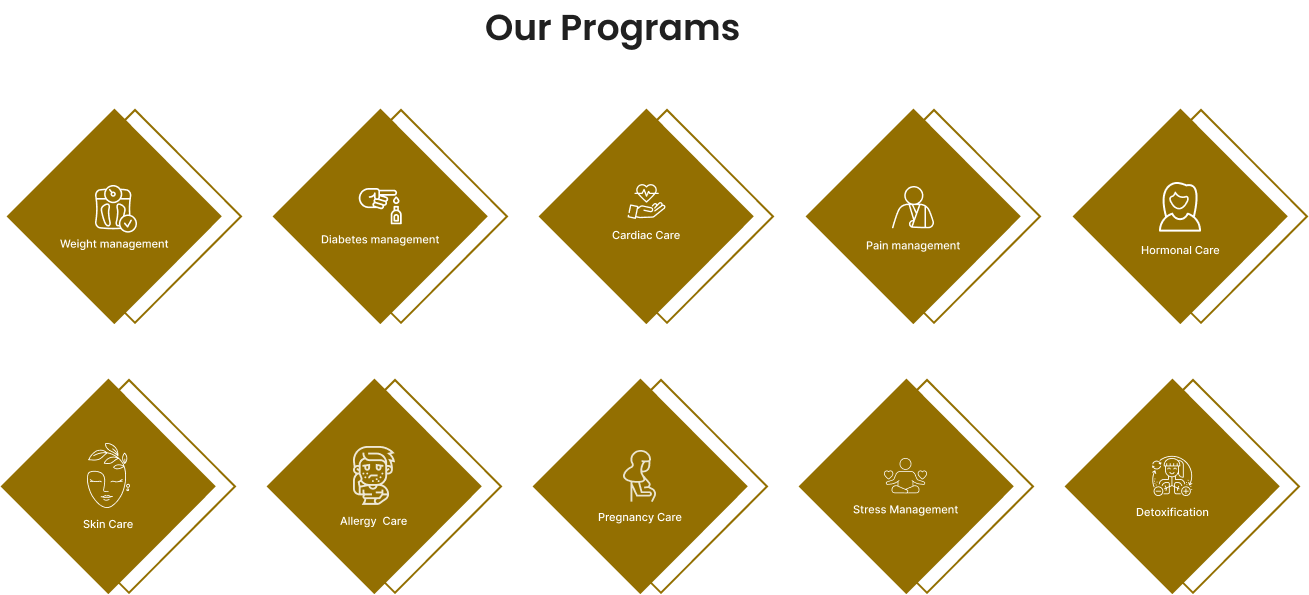 Our Programs
Weight management
Diabetes management
Cardiac Care
Pain management
Hormonal Care
Skin Care
Allergy  Care
Pregnancy Care
Stress Management
Detoxification